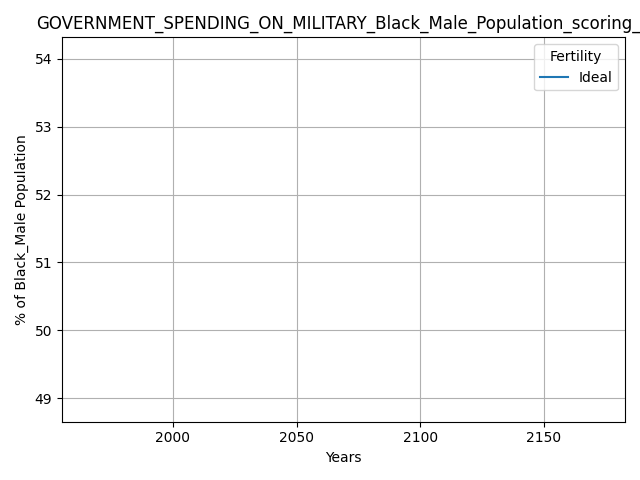 GOVERNMENT_SPENDING_ON_MILITARY_Black_Male_Population_scoring_
Fertility
Ideal
54
53
52
51
50
49
% of Black_Male Population
2000 2050 2100 2150
Years